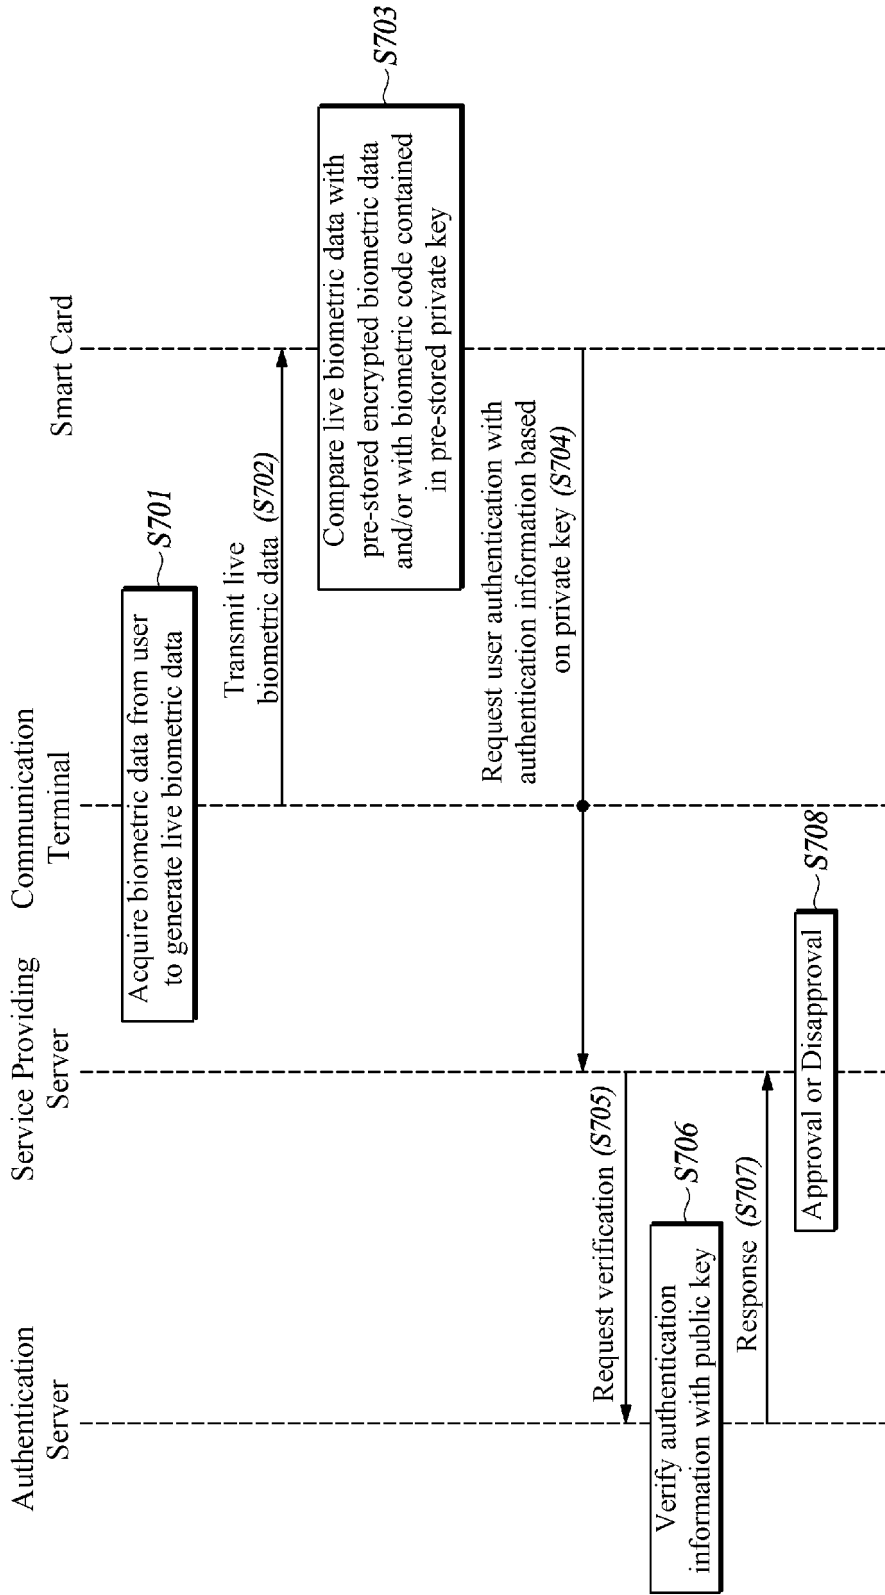 Authentication
Server
Service Providing
Server
Communication
Terminal
Smart Card
Acquire biometric data from user
to generate live biometric data
S701
Transmit live
biometric data (S702)
Compare live biometric data with
pre-stored encrypted biometric data
and/or with biometric code contained
in pre-stored private key
S703
Request user authentication with
authentication information based
on private key (S704)
Request verification (S705)
Verify authentication
information with public key
S706
Response (S707)
Approval or Disapproval
S708